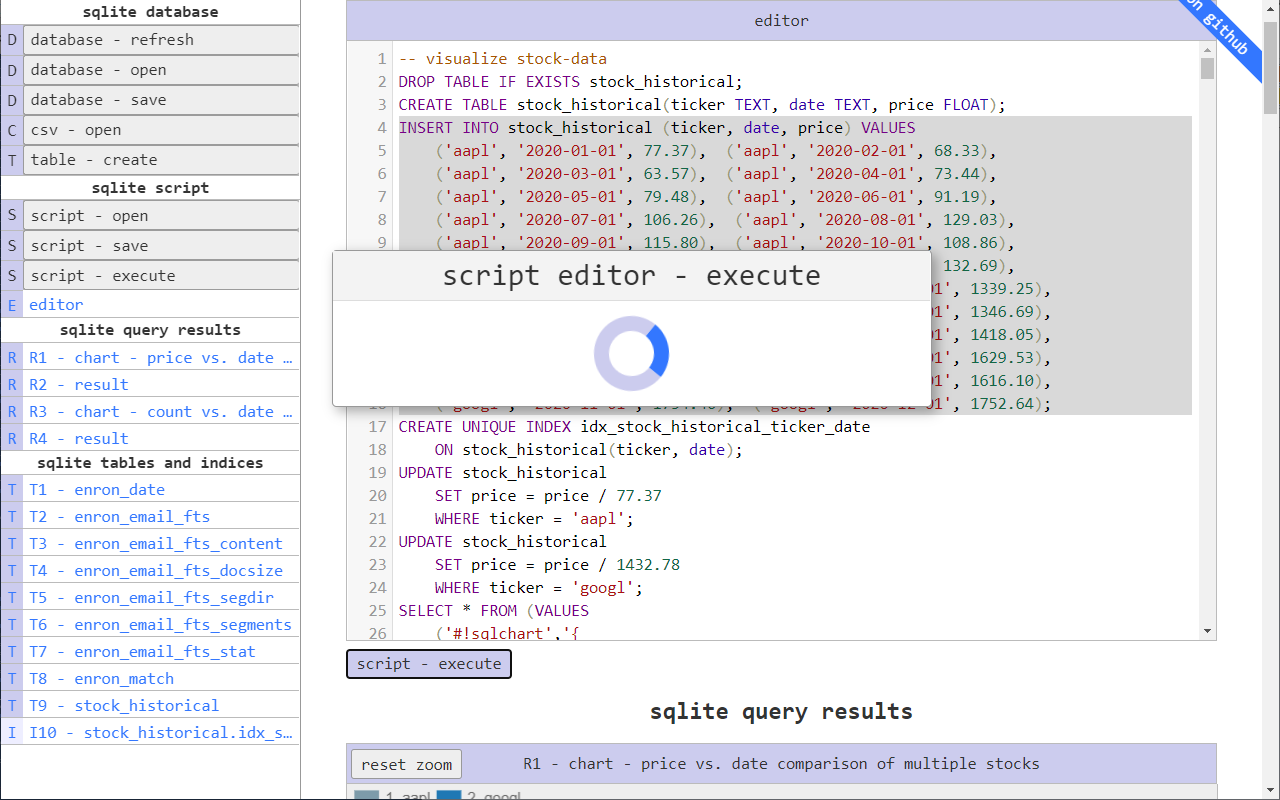 sqlite database
D database - refresh
D database - open
D database - save
C csv - open
T table - create
sqlite script
S script - open
S script - save
S script - execute
E editor
sqlite query results
R R1 - chart - price vs. date …
R R2 - result
R R3 - chart - count vs. date …
R R4 - result
sqlite tables and indices
T T1 - enron_date
T T2 - enron_email_fts
T T3 - enron_email_fts_content
T T4 - enron_email_fts_docsize
T T5 - enron_email_fts_segdir
T T6 - enron_email_fts_segments
T T7 - enron_email_fts_stat
T T8 - enron_match
T T9 - stock_historical
I I10 - stock_historical.idx_s…
editor
on github
1 -- visualize stock-data
2 DROP TABLE IF EXISTS stock_historical;
3 CREATE TABLE stock_historical(ticker TEXT, date TEXT, price FLOAT);
4 INSERT INTO stock_historical (ticker, date, price) VALUES
5 ('aapl', '2020-01-01', 77.37), ('aapl', '2020-02-01', 68.33),
6 ('aapl', '2020-03-01', 63.57), ('aapl', '2020-04-01', 73.44),
7 ('aapl', '2020-05-01', 79.48), ('aapl', '2020-06-01', 91.19),
8 ('aapl', '2020-07-01', 106.26), ('aapl', '2020-08-01', 129.03),
9 ('aapl', '2020-09-01', 115.80), ('aapl', '2020-10-01', 108.86),
132.69),
1', 1339.25),
1', 1346.69),
1', 1418.05),
1', 1629.53),
1', 1616.10),
1', 1752.64);
script editor - execute
17 CREATE UNIQUE INDEX idx_stock_historical_ticker_date
18 ON stock_historical(ticker, date);
19 UPDATE stock_historical
20 SET price = price / 77.37
21 WHERE ticker = 'aapl';
22 UPDATE stock_historical
23 SET price = price / 1432.78
24 WHERE ticker = 'googl';
25 SELECT * FROM (VALUES
26 ('#!sqlchart','{
script - execute
sqlite query results
reset zoom
R1 - chart - price vs. date comparison of multiple stocks
1. aapl 2. googl